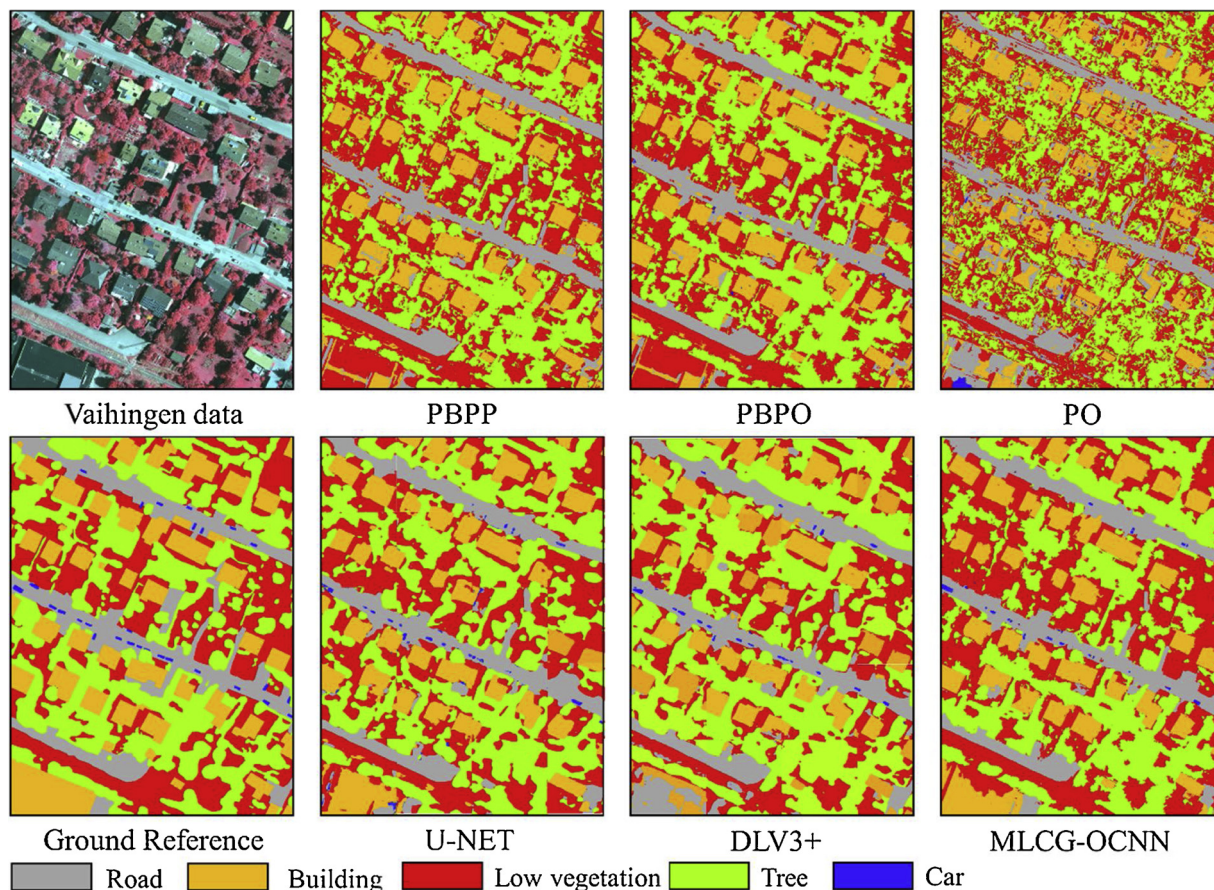 Vaihingen data PBPP PBPO PO
Ground Reference U-NET DLV3+ MLCG-OCNN
Road Building Low vegetation Tree Car